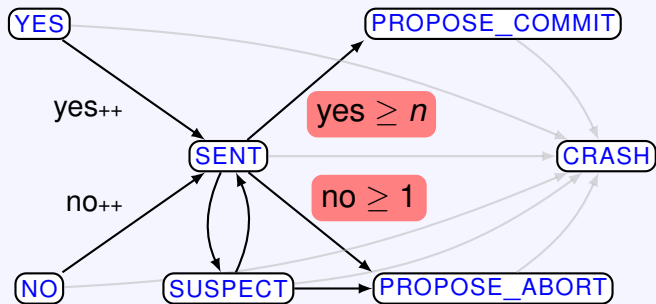 YES
PROPOSE_COMMIT
yes++
yes ≥ n
SENT
CRASH
no++
no ≥ 1
NO
SUSPECT
PROPOSE_ABORT